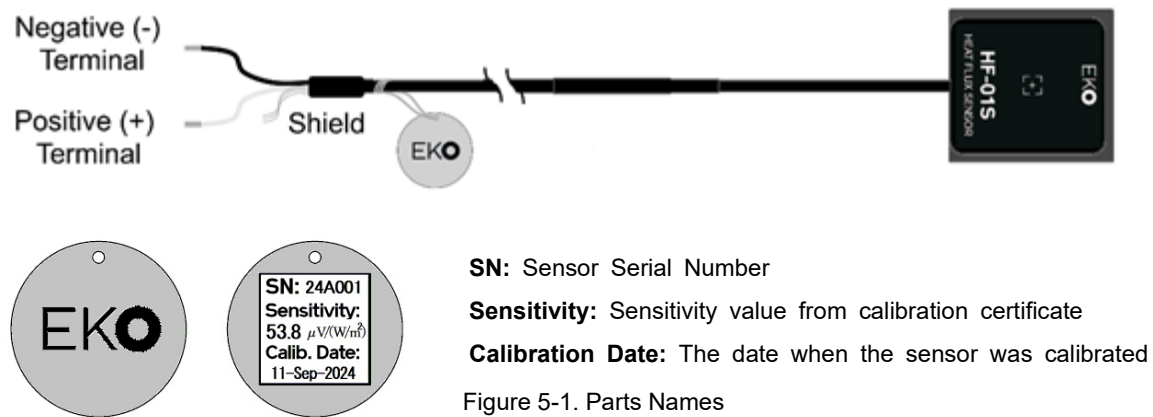 Negative (-)
Terminal
Positive (+)
Terminal
Shield
EKO
EKO
HF-01S
HEAT FLUX SENSOR
EKO
SN: 24A001
Sensitivity:
53.8 μV/(W/㎡)
Calib. Date:
11-Sep-2024
SN: Sensor Serial Number
Sensitivity: Sensitivity value from calibration certificate
Calibration Date: The date when the sensor was calibrated
Figure 5-1. Parts Names